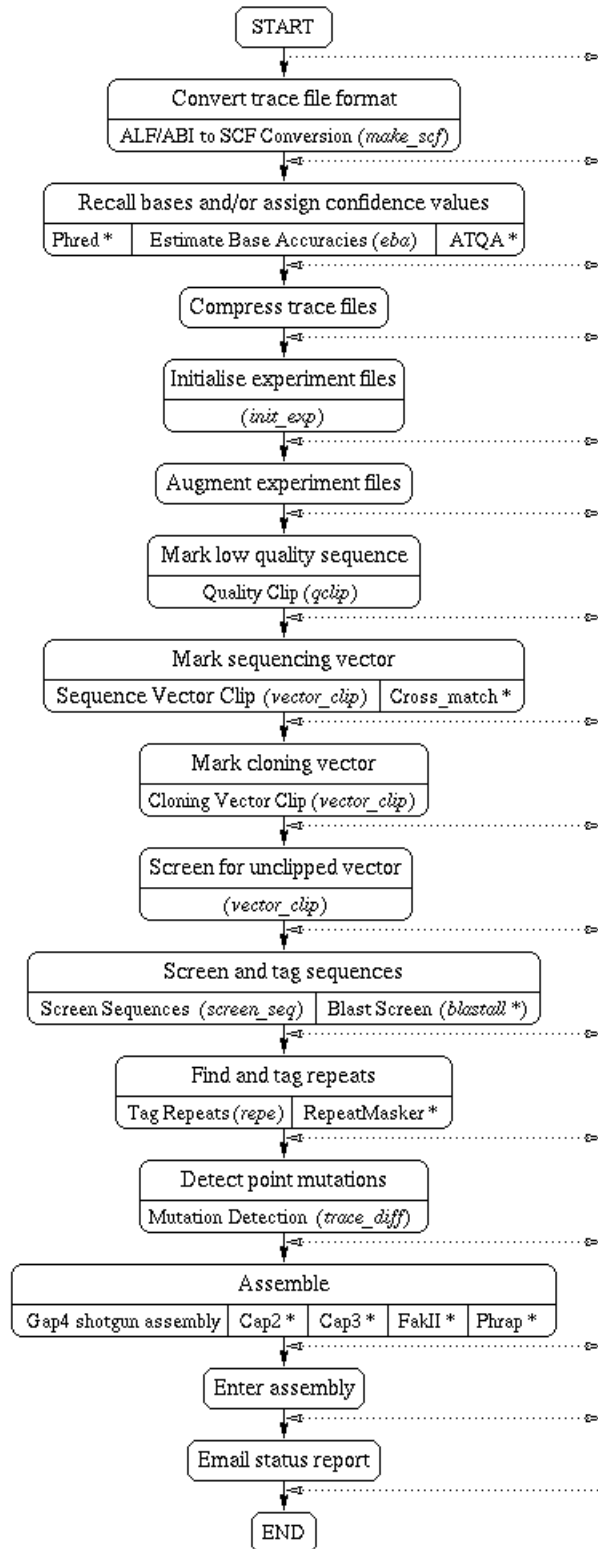 START
Convert trace file format
ALF/ABI to SCF Conversion (make_scf)
Recall bases and/or assign confidence values
Phred * Estimate Base Accuracies (eba) ATQA *
Compress trace files
Initialise experiment files
(init_exp)
Augment experiment files
Mark low quality sequence
Quality Clip (qclip)
Mark sequencing vector
Sequence Vector Clip (vector_clip) Cross_match *
Mark cloning vector
Cloning Vector Clip (vector_clip)
Screen for unclipped vector
(vector_clip)
Screen and tag sequences
Screen Sequences (screen_seq) Blast Screen (blastall *)
Find and tag repeats
Tag Repeats (repe) RepeatMasker *
Detect point mutations
Mutation Detection (trace_diff)
Assemble
Gap4 shotgun assembly Cap2 * Cap3 * FakII * Phrap *
Enter assembly
Email status report
END